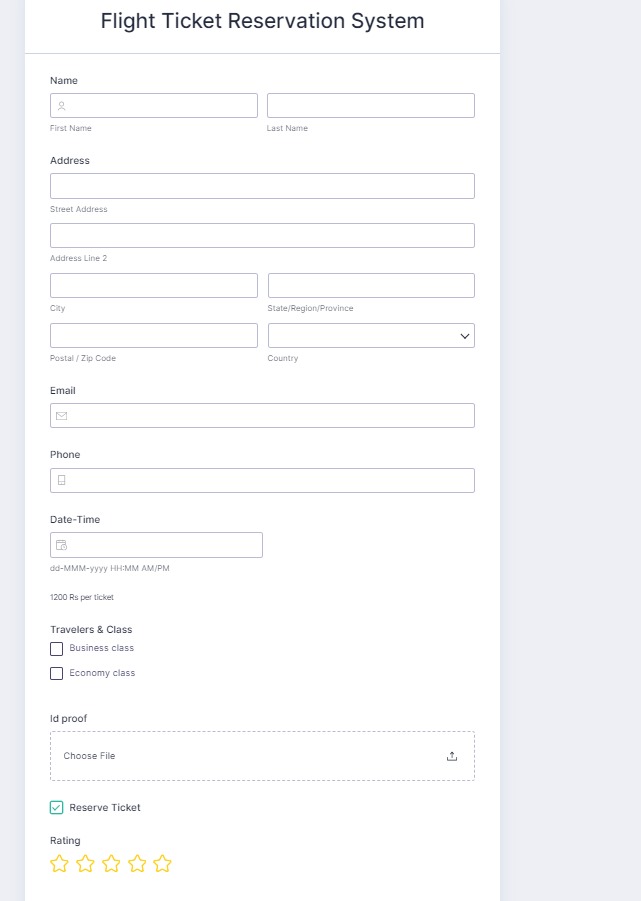 Flight Ticket Reservation System
Name
First Name
Last Name
Address
Street Address
Address Line 2
City
State/Region/Province
Postal / Zip Code
Country
Email
Phone
Date-Time
dd-MMM-yyyy HH:MM AM/PM
1200 Rs per ticket
Travelers & Class
Business class
Economy class
Id proof
Choose File
Reserve Ticket
Rating